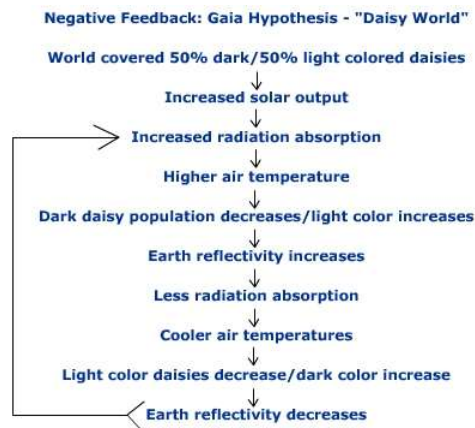 Negative Feedback: Gaia Hypothesis - "Daisy World"
World covered 50% dark/50% light colored daisies
Increased solar output
Increased radiation absorption
Higher air temperature
Dark daisy population decreases/light color increases
Earth reflectivity increases
Less radiation absorption
Cooler air temperatures
Light color daisies decrease/dark color increase
Earth reflectivity decreases